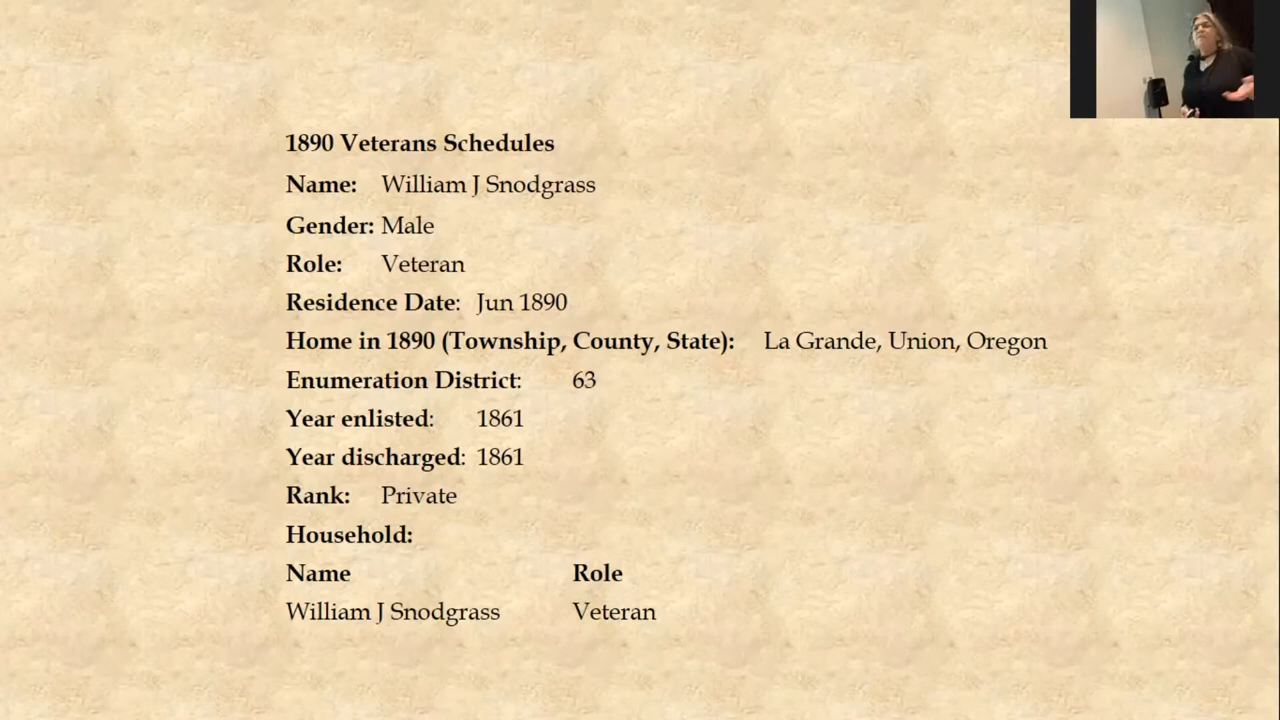 1890 Veterans Schedules
Name: William J Snodgrass
Gender: Male
Role: Veteran
Residence Date: Jun 1890
Home in 1890 (Township, County, State): La Grande, Union, Oregon
Enumeration District: 63
Year enlisted: 1861
Year discharged: 1861
Rank: Private
Household:
Name Role
William J Snodgrass Veteran